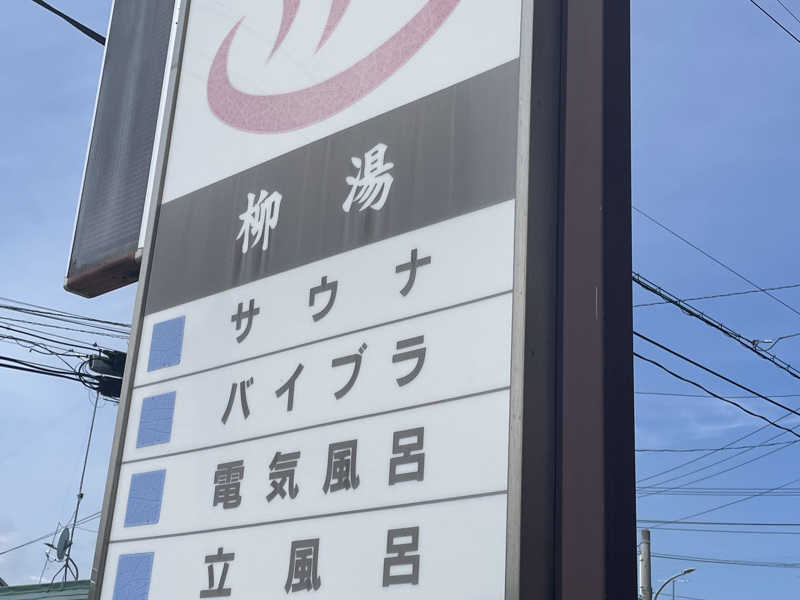 柳湯
サウナ
バイブラ
電気風呂
立風呂